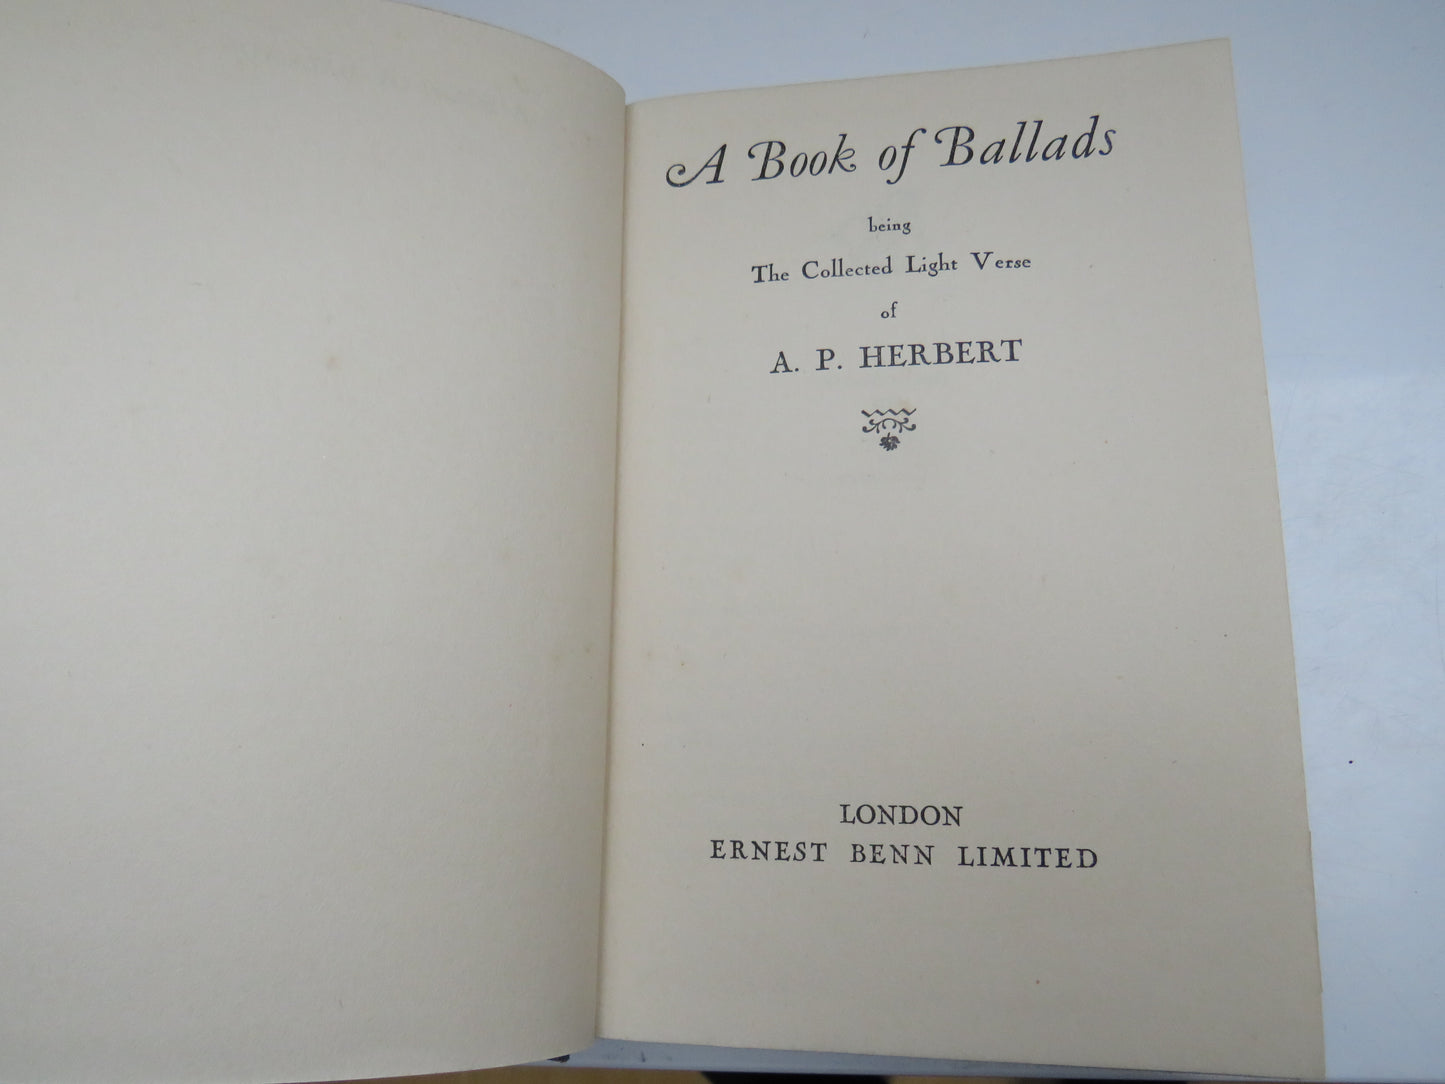 A Book of Ballads
being
The Collected Light Verse
of
A. P. HERBERT
LONDON
ERNEST BENN LIMITED